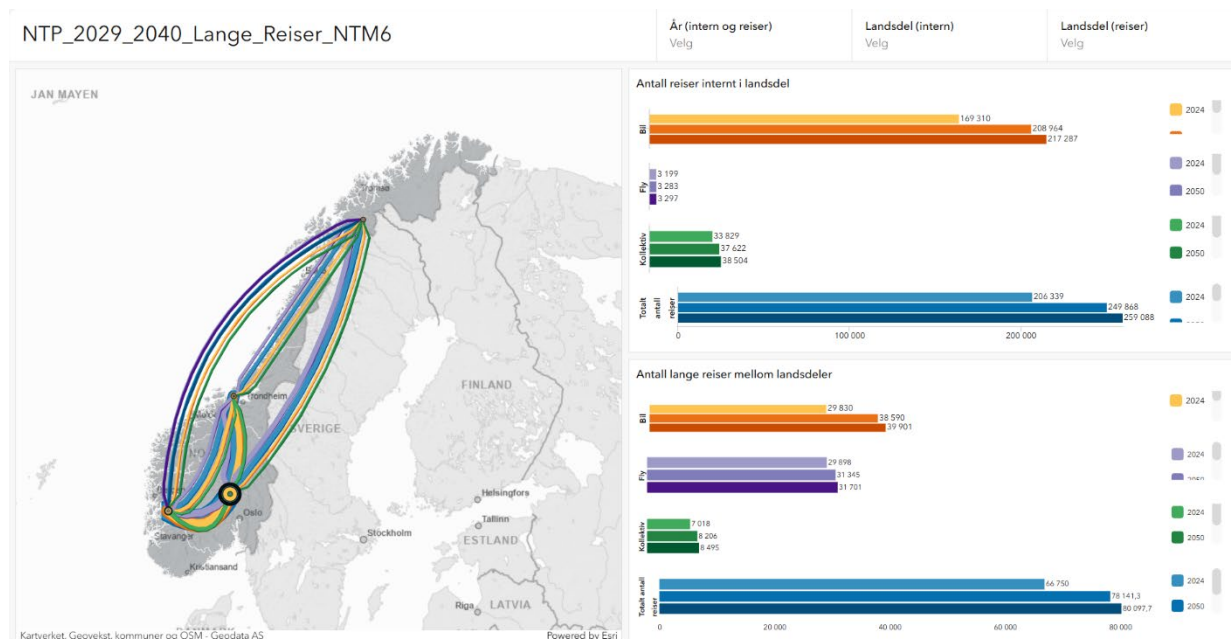 NTP_2029_2040_Lange_Reiser_NTM6
År (intern og reiser)
Velg
Landsdel (intern)
Velg
Landsdel (reiser)
Velg
JAN MAYEN
Tromsø
Trondheim
SVERIGE
FINLAND
Oslo
Stavanger
Kristiansand
Helsingfors
Tallinn
Stockholm
ESTLAND
Riga
LATVIA
Kartverket, Geovekst, kommuner og OSM - Geodata AS
Powered by Esri
Antall reiser internt i landsdel
Bil
169 310
208 964
217 287
2024
Fly
3 199
3 283
3 297
2024
2050
Kollektiv
33 829
37 622
38 504
2024
2050
Totalt antall reiser
206 339
249 868
259 088
2024
0
100 000
200 000
Antall lange reiser mellom landsdeler
Bil
29 830
38 590
39 901
2024
Fly
29 898
31 345
31 701
2024
2050
Kollektiv
7 018
8 206
8 495
2024
2050
Totalt antall reiser
66 750
78 141,3
80 097,7
2024
2050
0
20 000
40 000
60 000
80 000